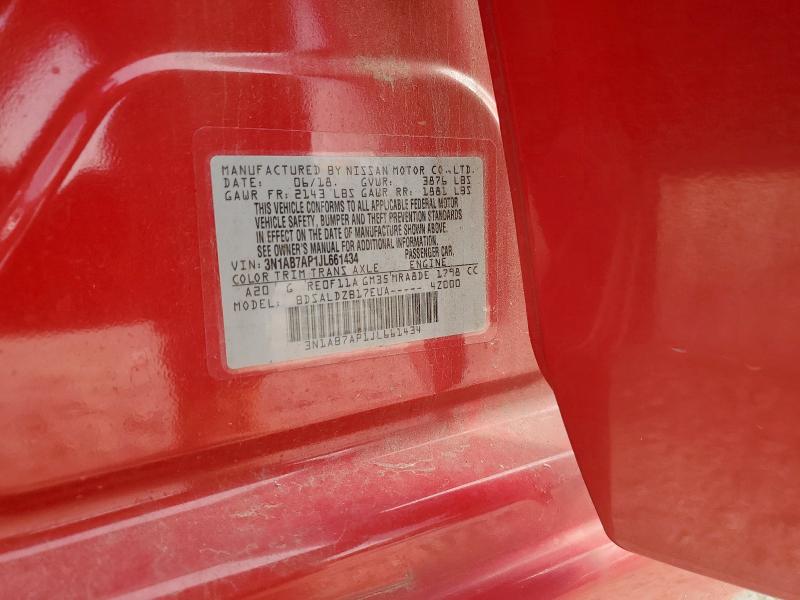 MANUFACTURED BY NISSAN MOTOR CO.,LTD.
DATE: 06/18. GVWR: 3876 LBS
GAWR FR: 2143 LBS GAWR RR: 1881 LBS
THIS VEHICLE CONFORMS TO ALL APPLICABLE FEDERAL MOTOR
VEHICLE SAFETY, BUMPER AND THEFT PREVENTION STANDARDS
IN EFFECT ON THE DATE OF MANUFACTURE SHOWN ABOVE.
SEE OWNER'S MANUAL FOR ADDITIONAL INFORMATION.
VIN: 3N1AB7AP1JL661434 PASSENGER CAR.
COLOR TRIM TRANS AXLE ENGINE
A20 G RE0F11A GM35 MRA8DE 1798 CC
MODEL: BDSALDZB17EUA----- 4Z000
3N1AB7AP1JL661434